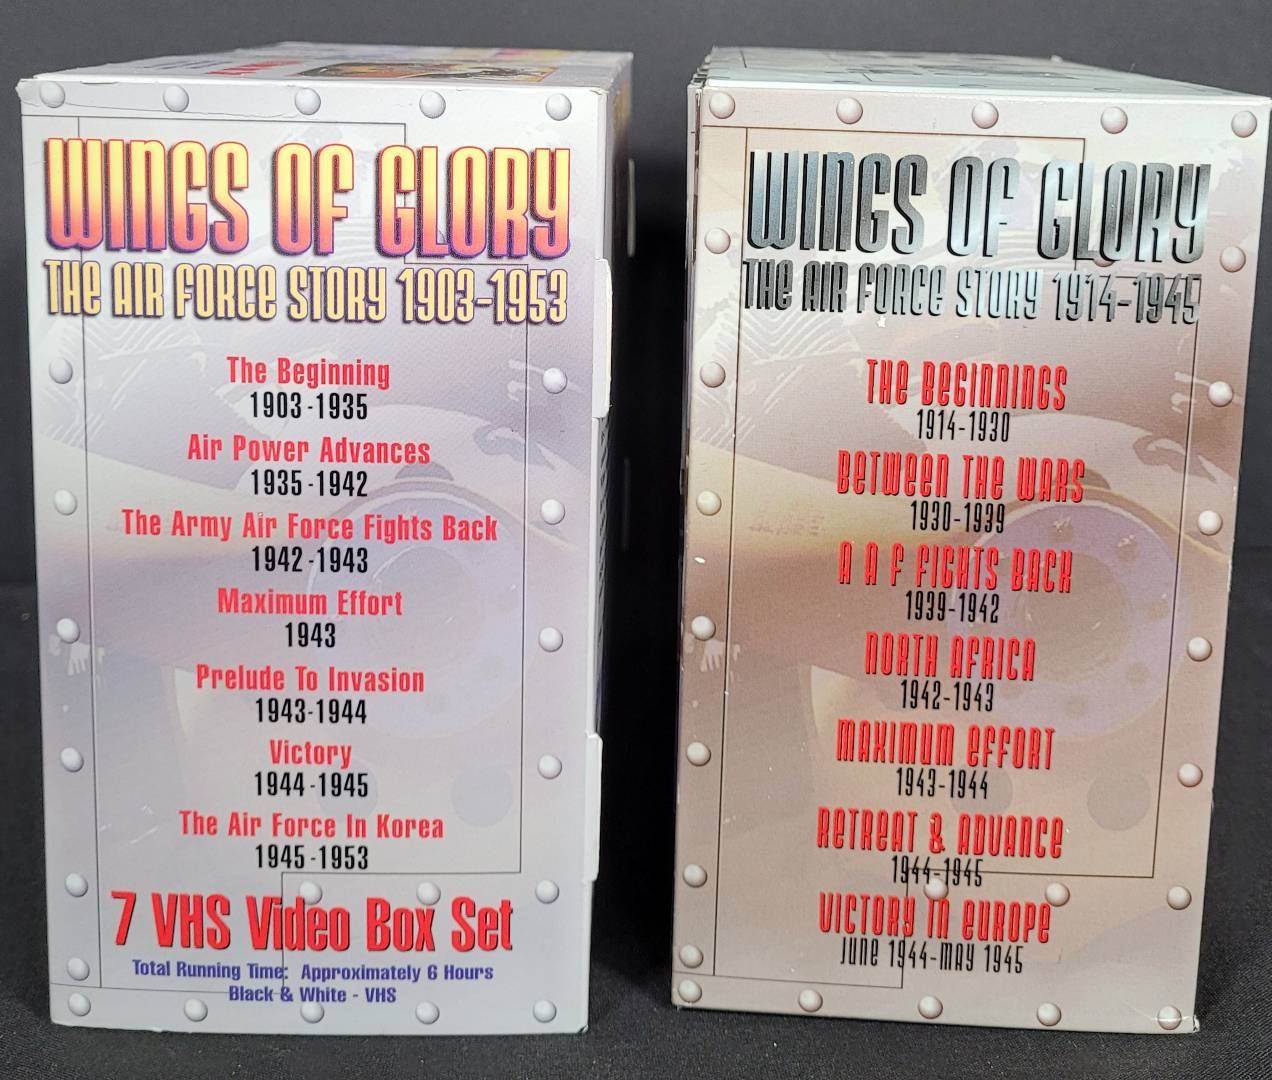 WINGS OF GLORY
THE AIR FORCE STORY 1903-1953
The Beginning
1903-1935
Air Power Advances
1935-1942
The Army Air Force Fights Back
1942-1943
Maximum Effort
1943
Prelude To Invasion
1943-1944
Victory
1944-1945
The Air Force In Korea
1945-1953
7 VHS Video Box Set
Total Running Time: Approximately 6 Hours
Black & White - VHS
WINGS OF GLORY
THE AIR FORCE STORY 1914-1945
THE BEGINNINGS
1914-1930
BETWEEN THE WARS
1930-1939
A A F FIGHTS BACK
1939-1942
NORTH AFRICA
1942-1943
MAXIMUM EFFORT
1943-1944
RETREAT & ADVANCE
1944-1945
VICTORY IN EUROPE
JUNE 1944-MAY 1945